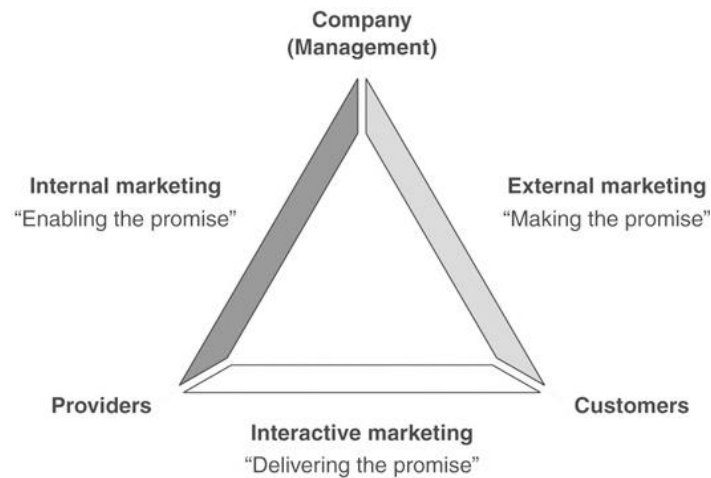 Company
(Management)
Internal marketing
“Enabling the promise”
External marketing
“Making the promise”
Providers
Customers
Interactive marketing
“Delivering the promise”